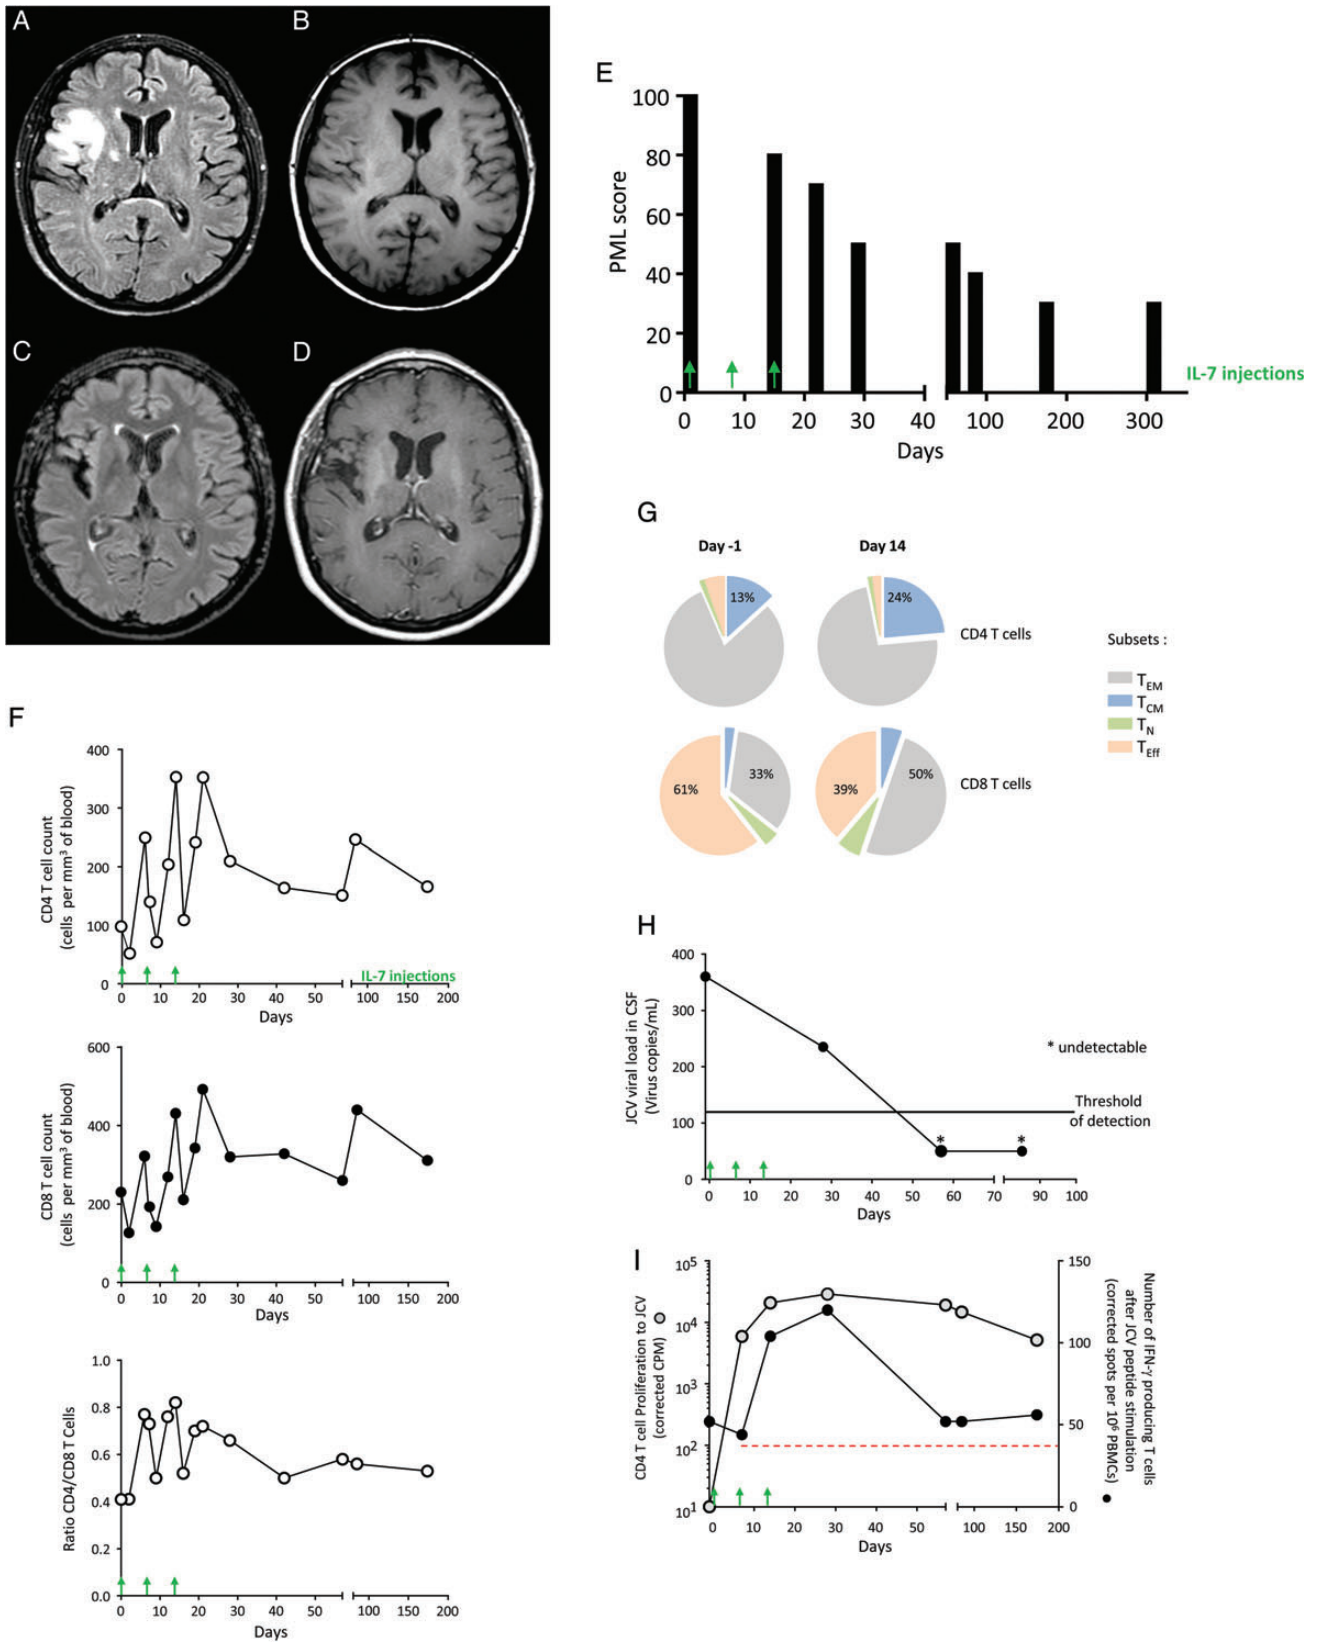 A
B
C
D
E
100
80
60
40
20
0
PML score
IL-7 injections
0 10 20 30 40 100 200 300
Days
G
Day -1 Day 14
13%
24%
CD4 T cells
61%
33%
39%
50%
CD8 T cells
Subsets :
TEM
TCM
TN
TEff
F
400
300
200
100
0
CD4 T cell count
(cells per mm³ of blood)
IL-7 injections
0 10 20 30 40 50 100 150 200
Days
600
400
200
0
CD8 T cell count
(cells per mm³ of blood)
0 10 20 30 40 50 100 150 200
Days
1.0
0.8
0.6
0.4
0.2
0.0
Ratio CD4/CD8 T Cells
0 10 20 30 40 50 100 150 200
Days
H
400
300
200
100
0
JCV viral load in CSF
(Virus copies/mL)
* undetectable
Threshold
of detection
* *
0 10 20 30 40 50 60 70 90 100
Days
I
10⁵
10⁴
10³
10²
10¹
CD4 T cell Proliferation to JCV
(corrected CPM)
150
100
50
0
Number of IFN-γ producing T cells
after JCV peptide stimulation
(corrected spots per 10⁶ PBMCs)
0 10 20 30 40 50 100 150 200
Days